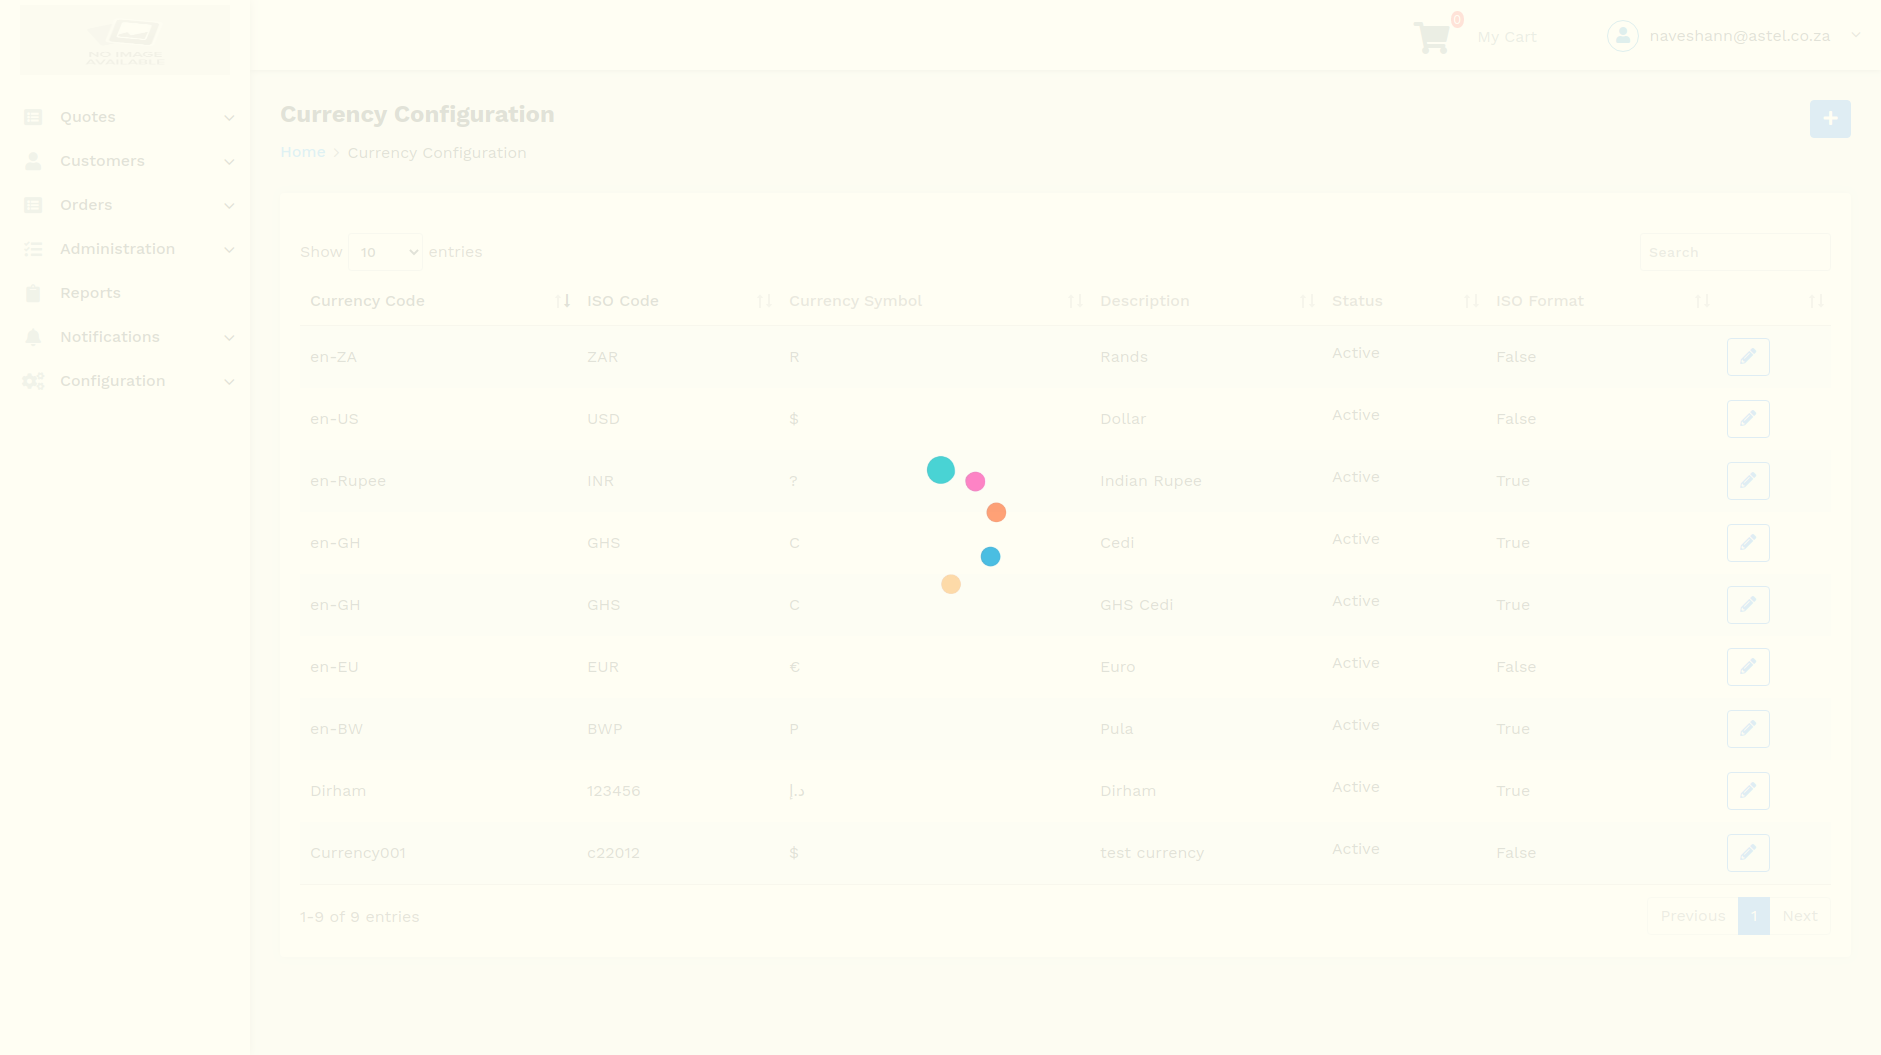 NO IMAGE
AVAILABLE
0
My Cart
naveshann@astel.co.za
Quotes
Customers
Orders
Administration
Reports
Notifications
Configuration
Currency Configuration
Home > Currency Configuration
Show 10 entries
Search
Currency Code ISO Code Currency Symbol Description Status ISO Format
en-ZA ZAR R Rands Active False
en-US USD $ Dollar Active False
en-Rupee INR ? Indian Rupee Active True
en-GH GHS C Cedi Active True
en-GH GHS C GHS Cedi Active True
en-EU EUR € Euro Active False
en-BW BWP P Pula Active True
Dirham 123456 د.إ Dirham Active True
Currency001 c22012 $ test currency Active False
1-9 of 9 entries
Previous 1 Next